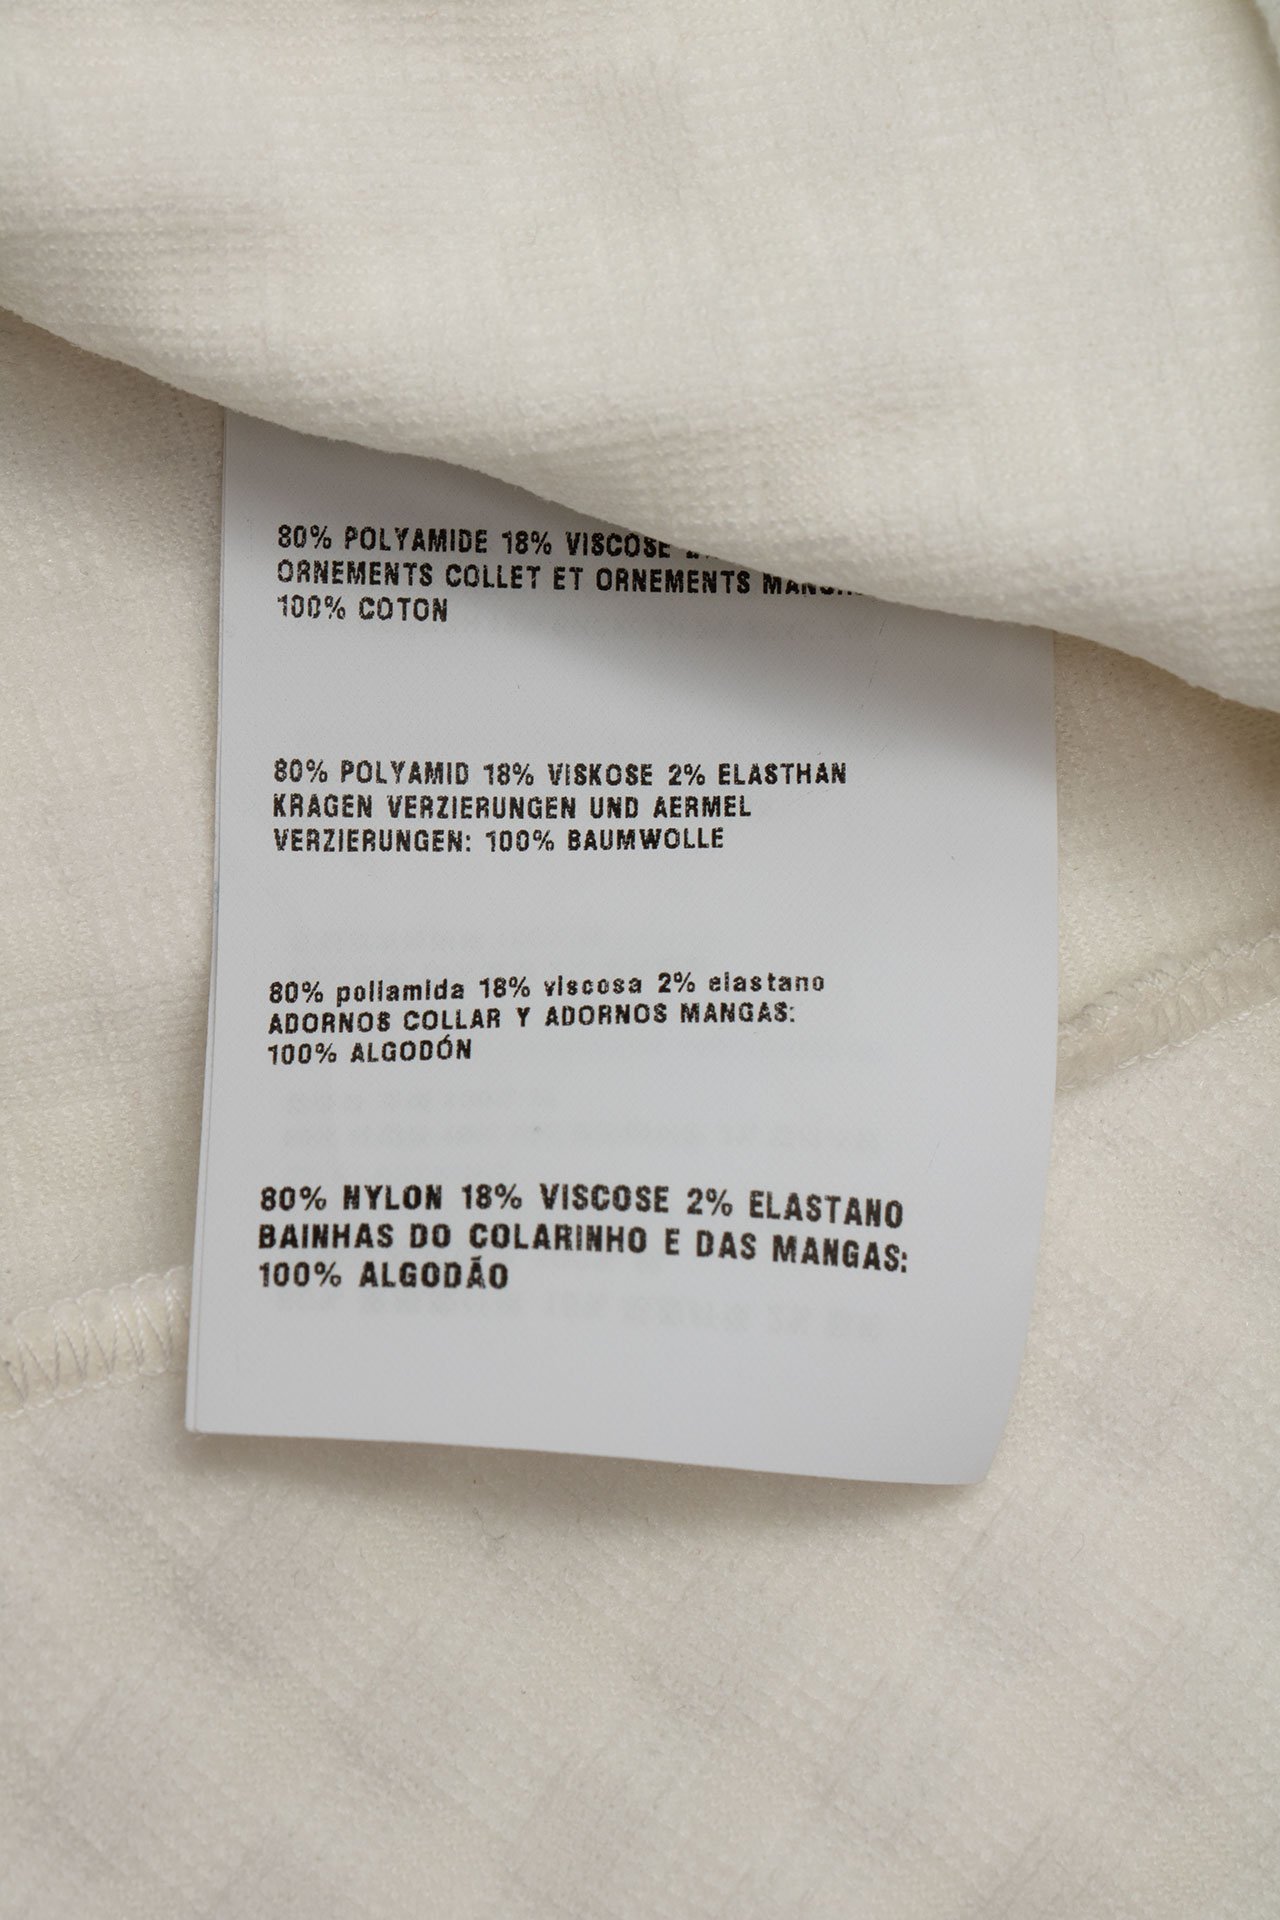 80% POLYAMIDE 18% VISCOSE
ORNEMENTS COLLET ET ORNEMENTS
100% COTON
80% POLYAMID 18% VISKOSE 2% ELASTHAN
KRAGEN VERZIERUNGEN UND AERMEL
VERZIERUNGEN: 100% BAUMWOLLE
80% poliamida 18% viscosa 2% elastano
ADORNOS COLLAR Y ADORNOS MANGAS:
100% ALGODÓN
80% NYLON 18% VISCOSE 2% ELASTANO
BAINHAS DO COLARINHO E DAS MANGAS:
100% ALGODÃO